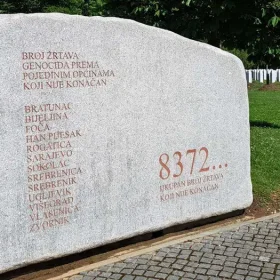 BROJ ŽRTAVA
GENOCIDA PREMA
POJEDINIM OPĆINAMA
KOJI NIJE KONAČAN
BRATUNAC
BIJELJINA
FOČA
HAN PIJESAK
ROGATICA
SARAJEVO
SOKOLAC
SREBRENICA
SREBRENIK
UGLJEVIK
VIŠEGRAD
VLASENICA
ZVORNIK
8372...
UKUPAN BROJ ŽRTAVA
KOJI NIJE KONAČAN